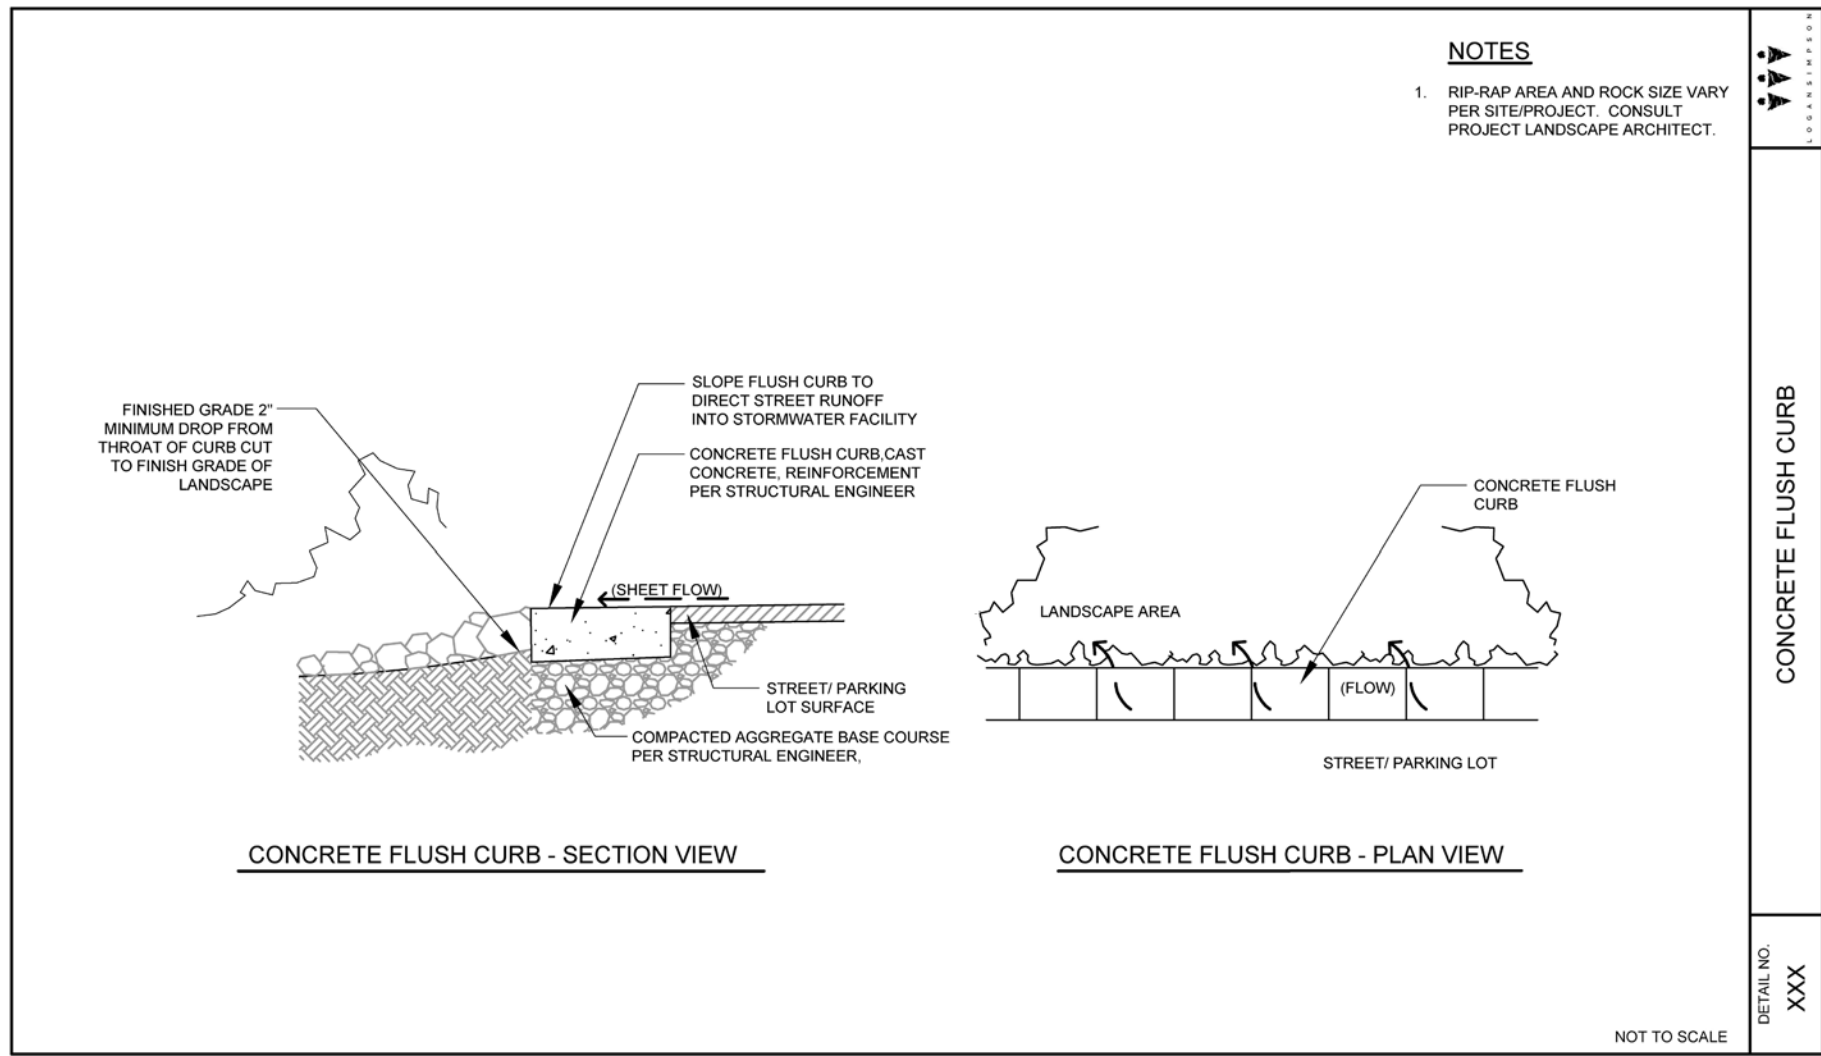 NOTES
1. RIP-RAP AREA AND ROCK SIZE VARY
PER SITE/PROJECT. CONSULT
PROJECT LANDSCAPE ARCHITECT.
LOGANSIMPSON
FINISHED GRADE 2"
MINIMUM DROP FROM
THROAT OF CURB CUT
TO FINISH GRADE OF
LANDSCAPE
SLOPE FLUSH CURB TO
DIRECT STREET RUNOFF
INTO STORMWATER FACILITY
CONCRETE FLUSH CURB,CAST
CONCRETE, REINFORCEMENT
PER STRUCTURAL ENGINEER
(SHEET FLOW)
STREET/ PARKING
LOT SURFACE
COMPACTED AGGREGATE BASE COURSE
PER STRUCTURAL ENGINEER,
CONCRETE FLUSH CURB - SECTION VIEW
CONCRETE FLUSH
CURB
LANDSCAPE AREA
(FLOW)
STREET/ PARKING LOT
CONCRETE FLUSH CURB - PLAN VIEW
CONCRETE FLUSH CURB
DETAIL NO.
XXX
NOT TO SCALE